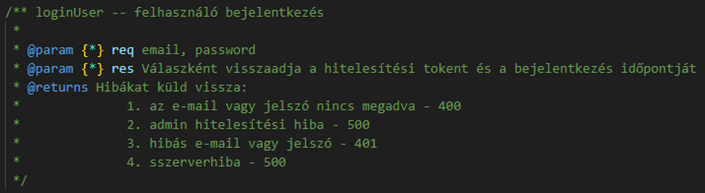 /** loginUser -- felhasználó bejelentkezés
*
* @param {*} req email, password
* @param {*} res Válaszként visszaadja a hitelesítési tokent és a bejelentkezés időpontját
* @returns Hibákat küld vissza:
* 1. az e-mail vagy jelszó nincs megadva - 400
* 2. admin hitelesítési hiba - 500
* 3. hibás e-mail vagy jelszó - 401
* 4. sszerverhiba - 500
*/